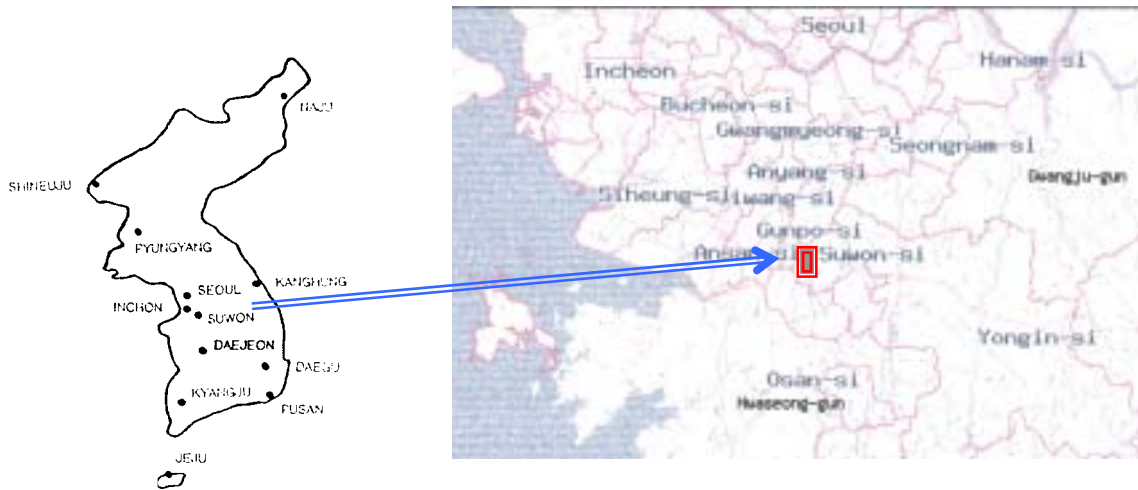 NAJU
SHINEUJU
PYUNGYANG
SEOUL
KANGHUNG
INCHON
SUWON
DAEJEON
DAEGU
KYANGJU
PUSAN
JEJU
Seoul
Hanam-si
Incheon
Bucheon-si
Gwangmyeong-si
Seongnam-si
Anyang-si
Gwangju-gun
Siheung-si
Uiwang-si
Gunpo-si
Ansan-si
Suwon-si
Yongin-si
Osan-si
Hwaseong-gun